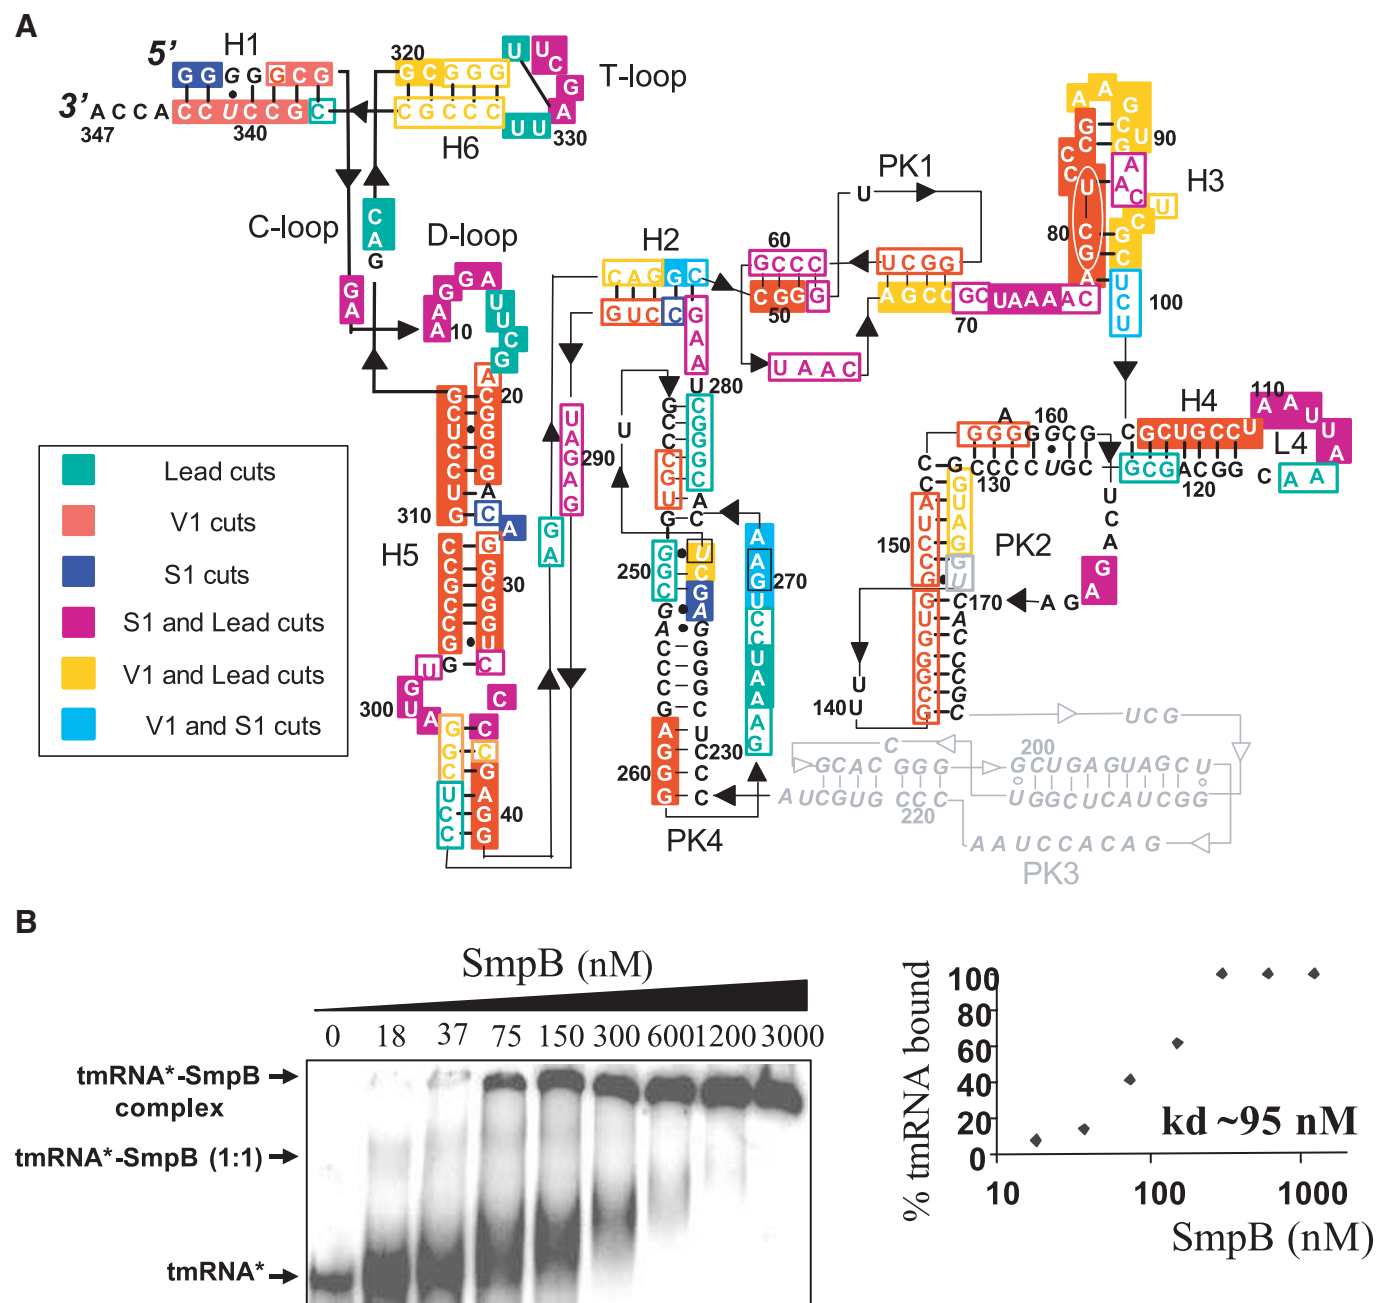 A
5’ H1
G G G G G C G
3’ A C C A C C U C C G C
347 340
320
G C G G G
C G C C C
H6
U U C G A
U U
T-loop
330
C-loop
C A G
G A
D-loop
A A G G A U U C G
10
A
20
G C U C C U G
C G G G G A C A
310
H5
C C G C C G G
G G C G G U C
30
U G U A
300
C C
G G C U C C
C G A G G
40
G A
U A G A G
290
H2
C A G G C
G U C C C
G A A U
280
60
G C C C
C G G G
50
U
PK1
U C G G
A G C C G C U A A A A C
70
U A A C
A A G U
G C C C U C G A
80
90
G C G A A C U C C G
H3
U C U
100
H4
C G C U G C C U
G C G A C G G
120
110
A A U U A
L4
C A A
A
G G G G G C G
160
G C C C C U G C
130
C C A U C C G
150
G U A G G U
PK2
U C A G A G A
170
G U G G G C G
C A C C C G C
U U
140
U
G C C C G U G
C G G G C A C
G G C G A C C C G A G G G
250
260
U C G A G G G G C U C C C
230
A A G U C C U A A A G
270
PK4
U C G
C
G C A C G G G
A U C G U G C C C
220
200
G C U G A G U A G C U
U G G C U C A U C G G
A A U C C A C A G
PK3
Lead cuts
V1 cuts
S1 cuts
S1 and Lead cuts
V1 and Lead cuts
V1 and S1 cuts
B
SmpB (nM)
0 18 37 75 150 300 600 1200 3000
tmRNA*-SmpB
complex
tmRNA*-SmpB (1:1)
tmRNA*
% tmRNA bound
100
80
60
40
20
0
kd ~95 nM
10 100 1000
SmpB (nM)